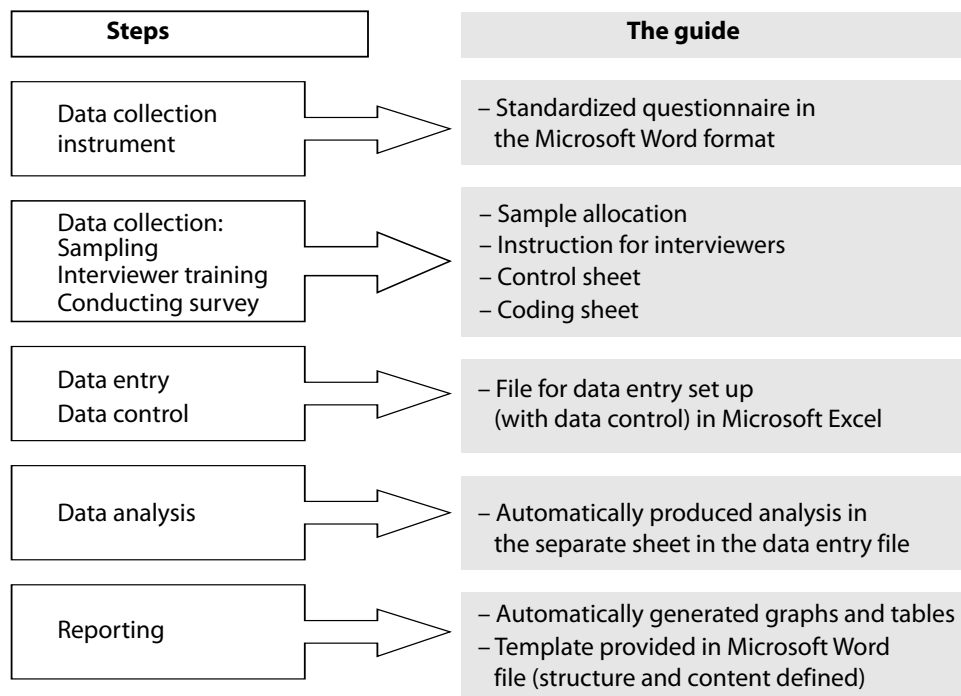 Steps
The guide
Data collection
instrument
– Standardized questionnaire in
the Microsoft Word format
Data collection:
Sampling
Interviewer training
Conducting survey
– Sample allocation
– Instruction for interviewers
– Control sheet
– Coding sheet
Data entry
Data control
– File for data entry set up
(with data control) in Microsoft Excel
Data analysis
– Automatically produced analysis in
the separate sheet in the data entry file
Reporting
– Automatically generated graphs and tables
– Template provided in Microsoft Word
file (structure and content defined)